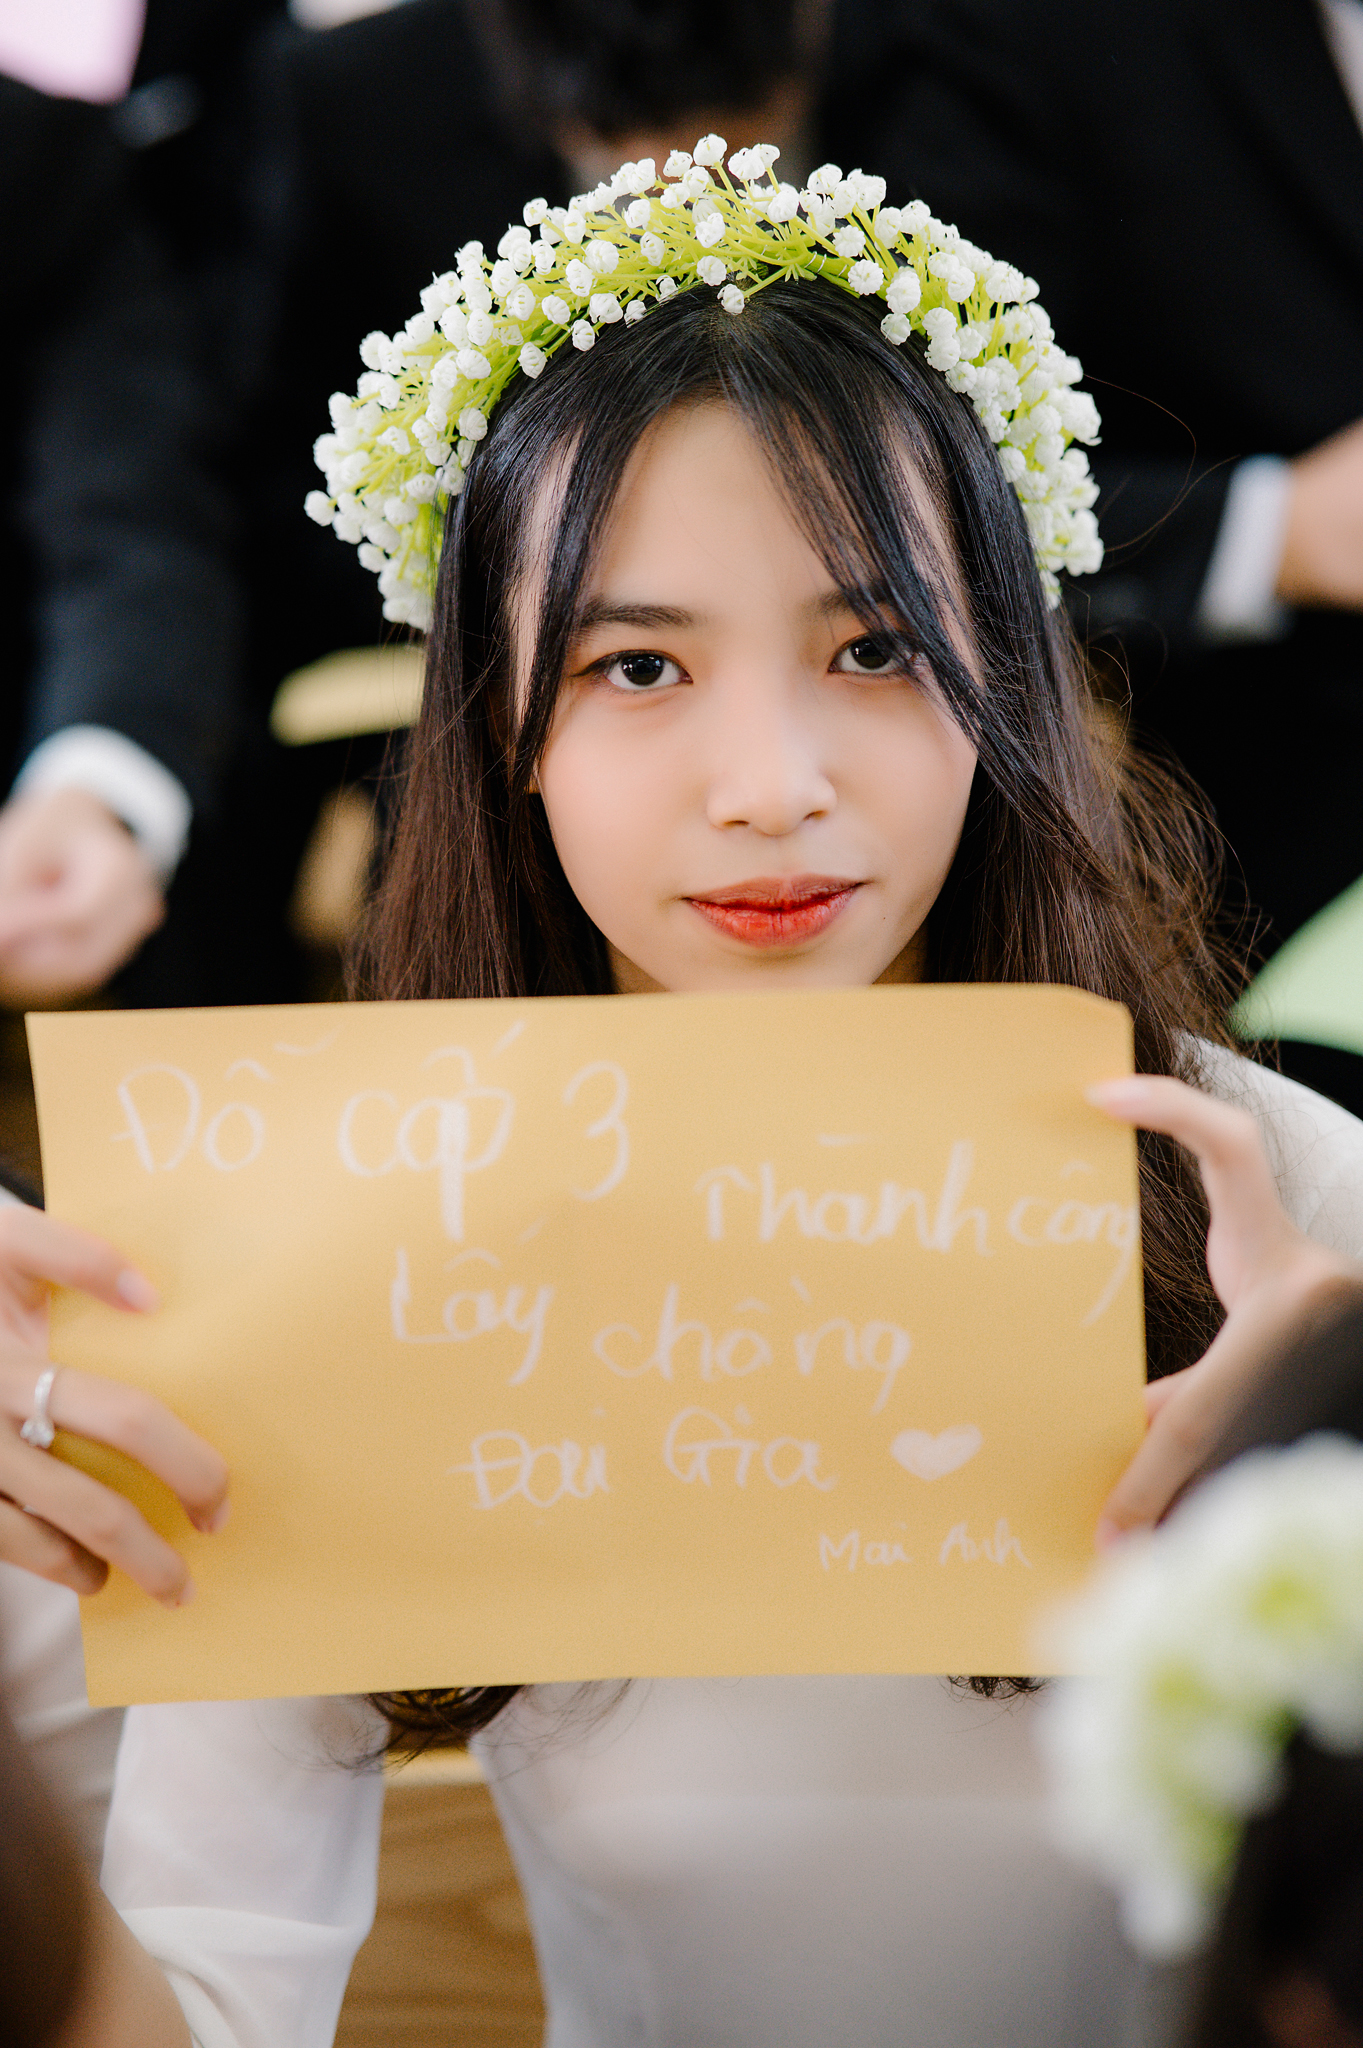 Đỗ cấp 3
Thành công
Lấy chồng
Đại Gia
Mai Anh